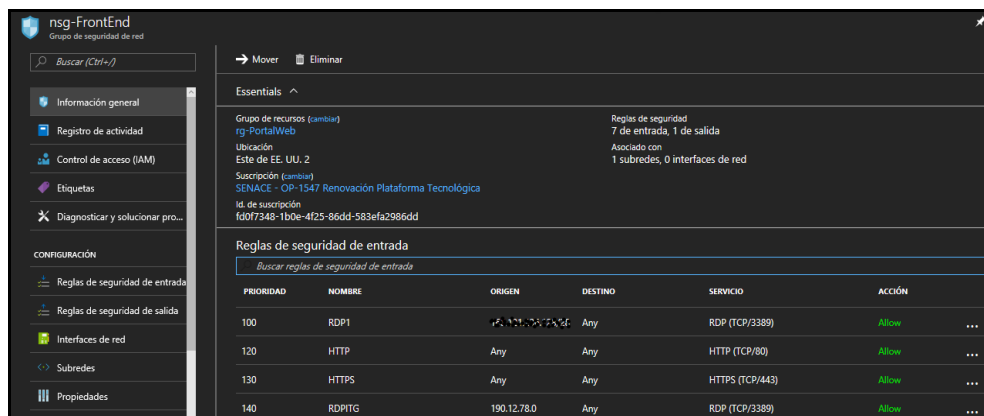 nsg-FrontEnd
Grupo de seguridad de red
Buscar (Ctrl+/)
Información general
Registro de actividad
Control de acceso (IAM)
Etiquetas
Diagnosticar y solucionar pro...
CONFIGURACIÓN
Reglas de seguridad de entrada
Reglas de seguridad de salida
Interfaces de red
Subredes
Propiedades
Mover Eliminar
Essentials
Grupo de recursos (cambiar)
rg-PortalWeb
Ubicación
Este de EE. UU. 2
Suscripción (cambiar)
SENACE - OP-1547 Renovación Plataforma Tecnológica
Id. de suscripción
fd0f7348-1b0e-4f25-86dd-583efa2986dd
Reglas de seguridad
7 de entrada, 1 de salida
Asociado con
1 subredes, 0 interfaces de red
Reglas de seguridad de entrada
Buscar reglas de seguridad de entrada
PRIORIDAD NOMBRE ORIGEN DESTINO SERVICIO ACCIÓN
100 RDP1 Any RDP (TCP/3389) Allow ...
120 HTTP Any Any HTTP (TCP/80) Allow ...
130 HTTPS Any Any HTTPS (TCP/443) Allow ...
140 RDPITG 190.12.78.0 Any RDP (TCP/3389) Allow ...